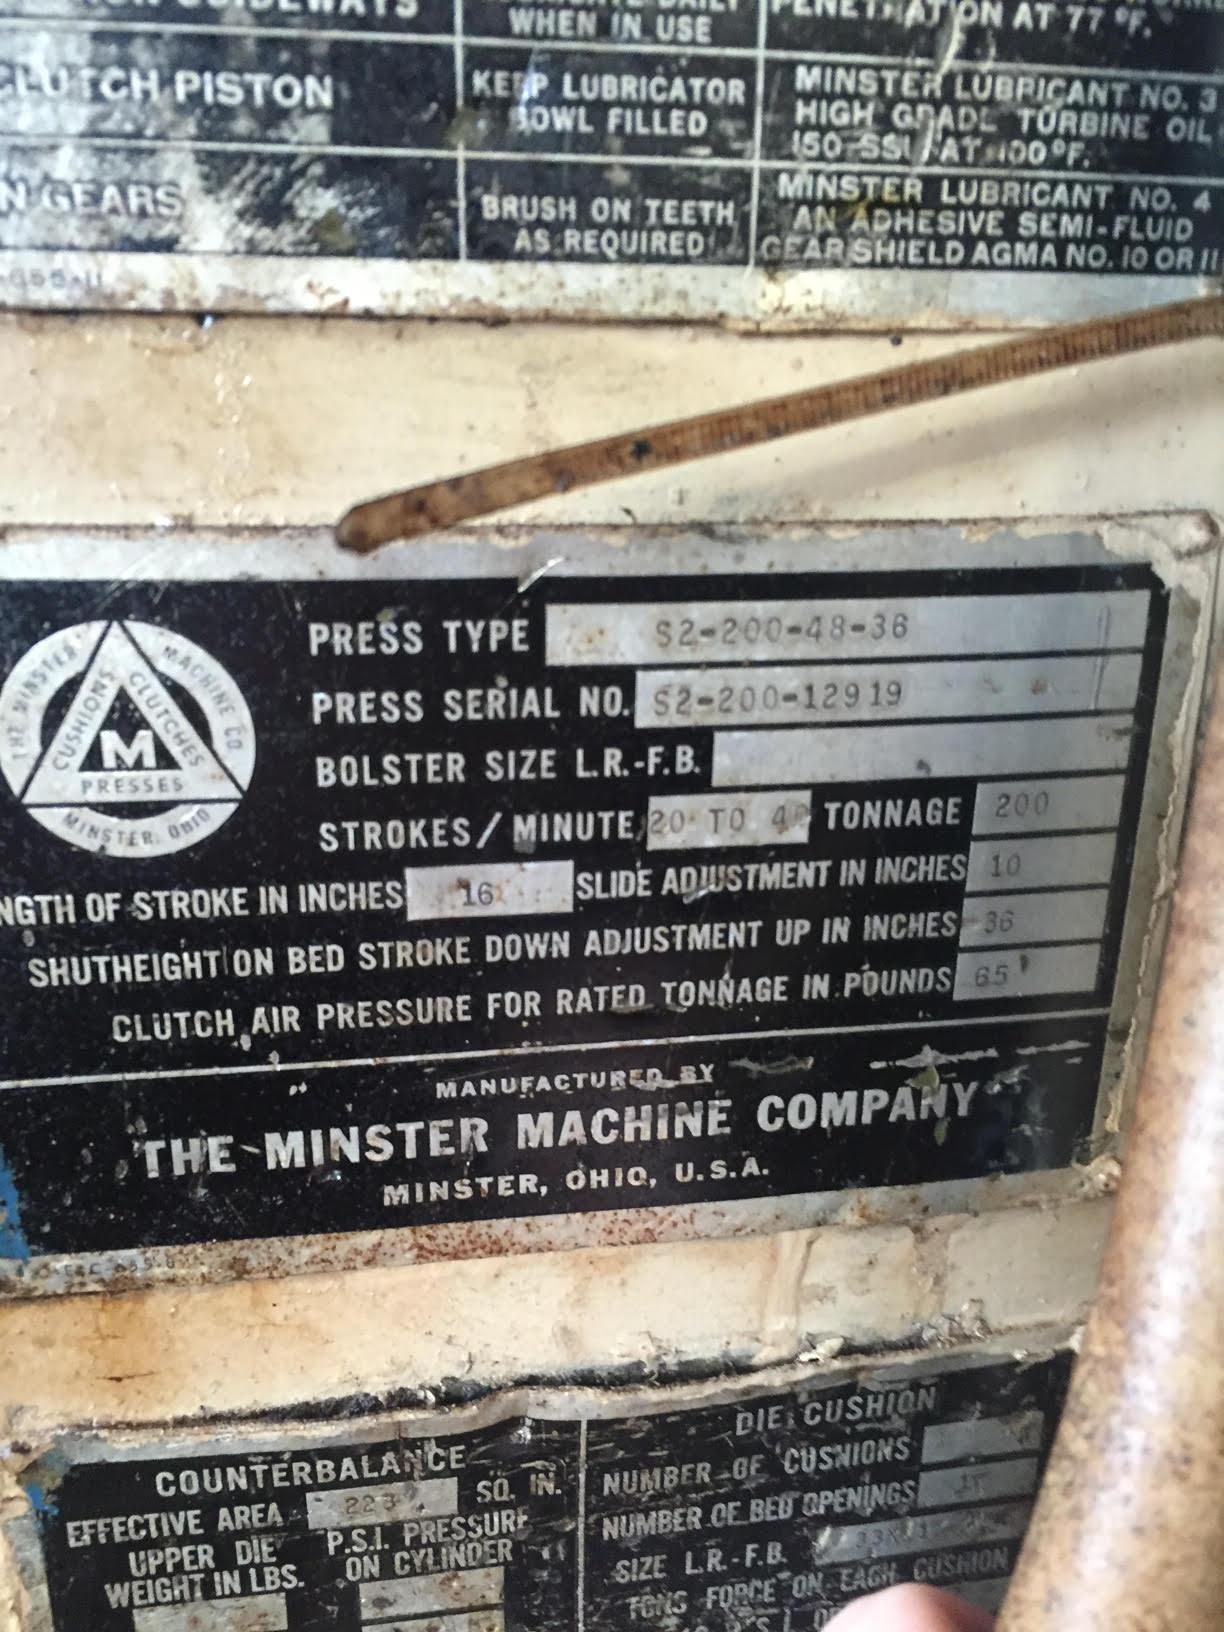 WHEN IN USE
PENETRATION AT 77 °F.
CLUTCH PISTON
KEEP LUBRICATOR
BOWL FILLED
MINSTER LUBRICANT NO. 3
HIGH GRADE TURBINE OIL
150 SSU AT 100°F.
GEARS
BRUSH ON TEETH
AS REQUIRED
MINSTER LUBRICANT NO. 4
AN ADHESIVE SEMI-FLUID
GEAR SHIELD AGMA NO. 10 OR 11
THE MINSTER MACHINE CO.
CUSHIONS CLUTCHES
M
PRESSES
MINSTER, OHIO
PRESS TYPE S2-200-48-36
PRESS SERIAL NO. S2-200-12919
BOLSTER SIZE L.R.-F.B.
STROKES/MINUTE 20 TO 40 TONNAGE 200
NGTH OF STROKE IN INCHES 16 SLIDE ADJUSTMENT IN INCHES 10
SHUTHEIGHT ON BED STROKE DOWN ADJUSTMENT UP IN INCHES 36
CLUTCH AIR PRESSURE FOR RATED TONNAGE IN POUNDS 65
MANUFACTURED BY
THE MINSTER MACHINE COMPANY
MINSTER, OHIO, U.S.A.
COUNTERBALANCE
EFFECTIVE AREA 223 SQ. IN.
UPPER DIE
WEIGHT IN LBS.
P.S.I. PRESSURE
ON CYLINDER
DIE CUSHION
NUMBER OF CUSHIONS
NUMBER OF BED OPENINGS
SIZE L.R.-F.B.
TONS FORCE ON EACH CUSHION